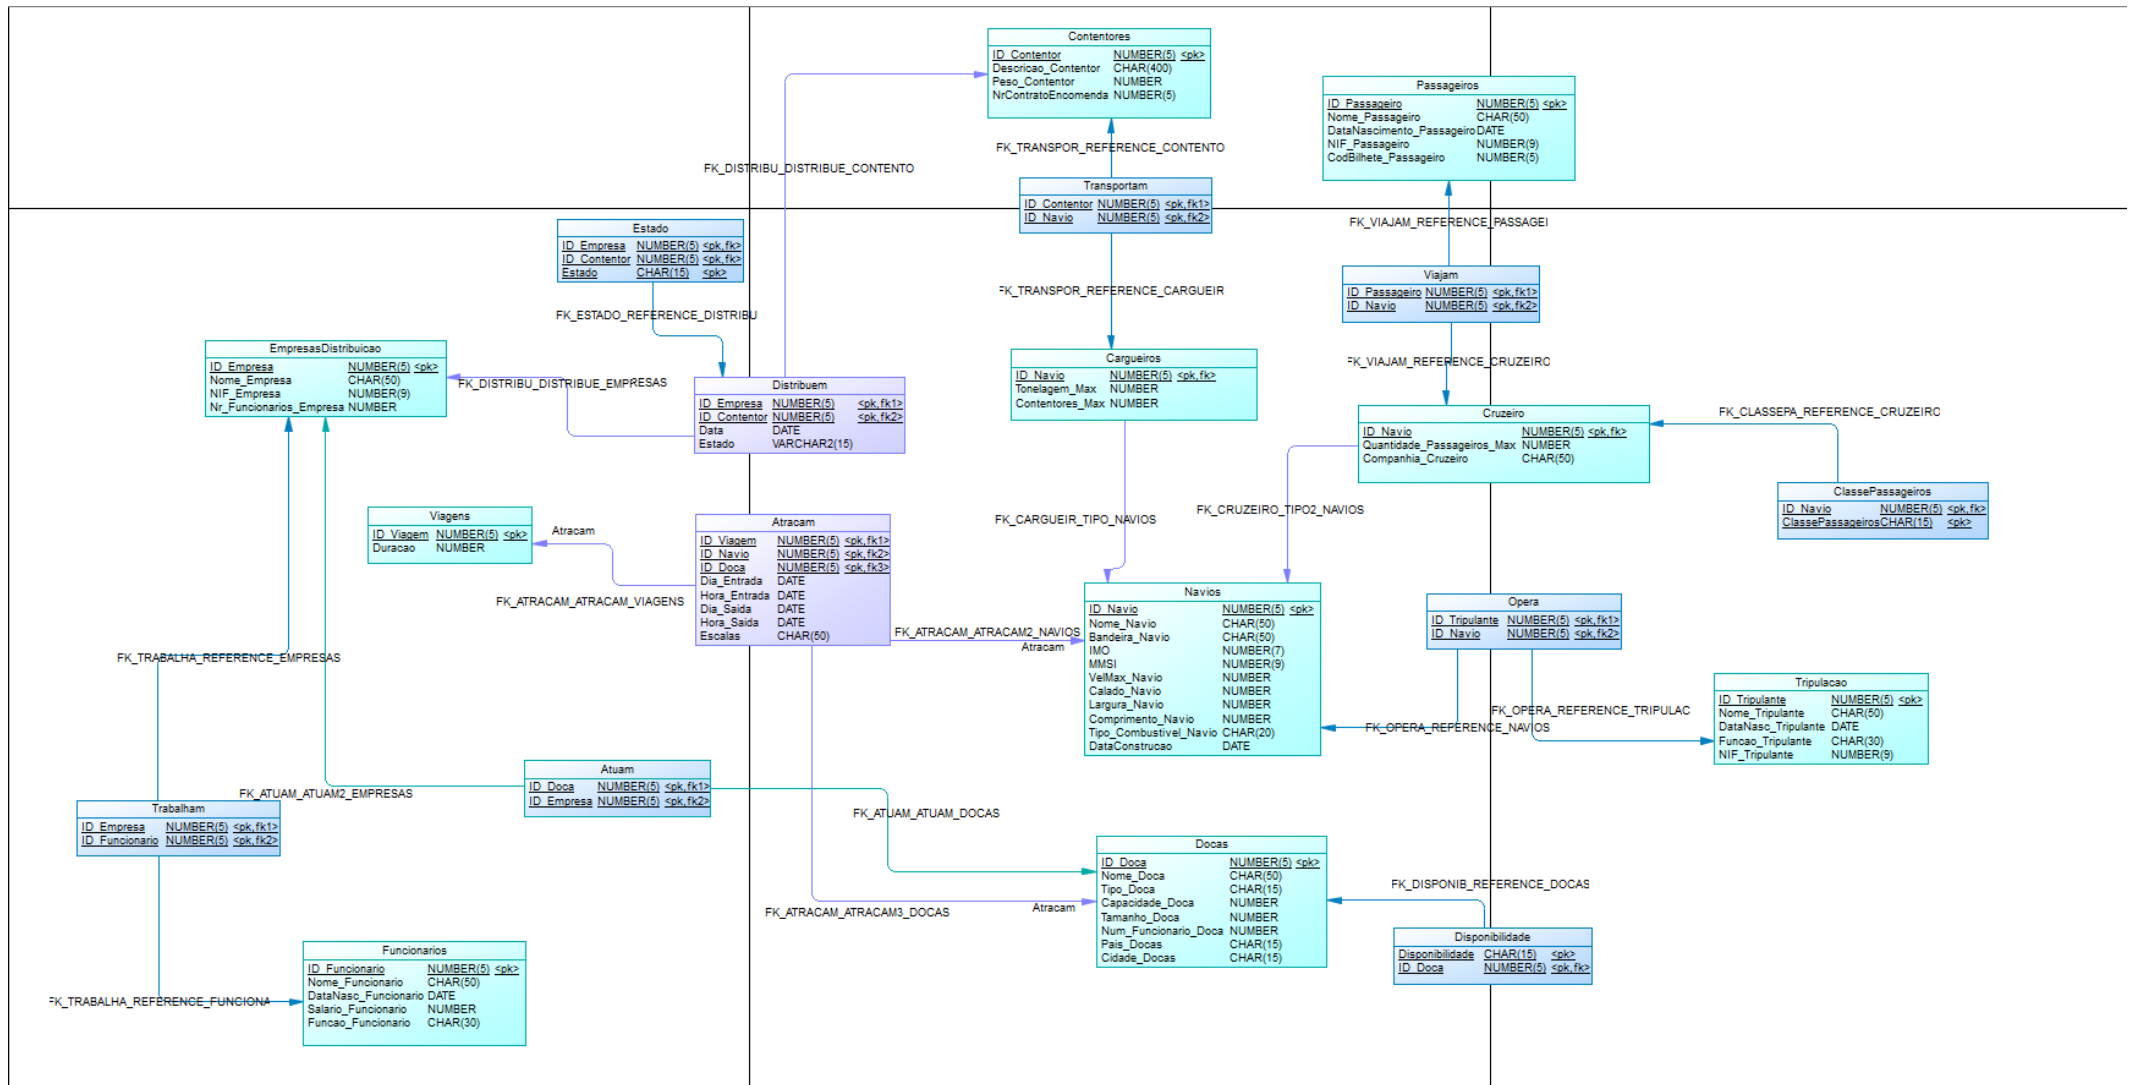 Contentores
ID_Contentor NUMBER(5) <pk>
Descricao_Contentor CHAR(400)
Peso_Contentor NUMBER
NrContratoEncomenda NUMBER(5)
Passageiros
ID_Passageiro NUMBER(5) <pk>
Nome_Passageiro CHAR(50)
DataNascimento_Passageiro DATE
NIF_Passageiro NUMBER(9)
CodBilhete_Passageiro NUMBER(5)
FK_TRANSPOR_REFERENCE_CONTENTO
FK_DISTRIBU_DISTRIBUE_CONTENTO
Transportam
ID_Contentor NUMBER(5) <pk,fk1>
ID_Navio NUMBER(5) <pk,fk2>
FK_VIAJAM_REFERENCE_PASSAGEI
Estado
ID_Empresa NUMBER(5) <pk,fk>
ID_Contentor NUMBER(5) <pk,fk>
Estado CHAR(15) <pk>
Viajam
ID_Passageiro NUMBER(5) <pk,fk1>
ID_Navio NUMBER(5) <pk,fk2>
FK_TRANSPOR_REFERENCE_CARGUEIR
FK_ESTADO_REFERENCE_DISTRIBU
EmpresasDistribuicao
ID_Empresa NUMBER(5) <pk>
Nome_Empresa CHAR(50)
NIF_Empresa NUMBER(9)
Nr_Funcionarios_Empresa NUMBER
FK_DISTRIBU_DISTRIBUE_EMPRESAS
Cargueiros
ID_Navio NUMBER(5) <pk,fk>
Tonelagem_Max NUMBER
Contentores_Max NUMBER
FK_VIAJAM_REFERENCE_CRUZEIRO
Distribuem
ID_Empresa NUMBER(5) <pk,fk1>
ID_Contentor NUMBER(5) <pk,fk2>
Data DATE
Estado VARCHAR2(15)
Cruzeiro
ID_Navio NUMBER(5) <pk,fk>
Quantidade_Passageiros_Max NUMBER
Companhia_Cruzeiro CHAR(50)
FK_CLASSEPA_REFERENCE_CRUZEIRO
ClassePassageiros
ID_Navio NUMBER(5) <pk,fk>
ClassePassageiros CHAR(15) <pk>
Viagens
ID_Viagem NUMBER(5) <pk>
Duracao NUMBER
Atracam
FK_ATRACAM_ATRACAM_VIAGENS
Atracam
ID_Viagem NUMBER(5) <pk,fk1>
ID_Navio NUMBER(5) <pk,fk2>
ID_Doca NUMBER(5) <pk,fk3>
Dia_Entrada DATE
Hora_Entrada DATE
Dia_Saida DATE
Hora_Saida DATE
Escalas CHAR(50)
FK_CARGUEIR_TIPO_NAVIOS
FK_CRUZEIRO_TIPO2_NAVIOS
FK_ATRACAM_ATRACAM2_NAVIOS
Atracam
Navios
ID_Navio NUMBER(5) <pk>
Nome_Navio CHAR(50)
Bandeira_Navio CHAR(50)
IMO NUMBER(7)
MMSI NUMBER(9)
VelMax_Navio NUMBER
Calado_Navio NUMBER
Largura_Navio NUMBER
Comprimento_Navio NUMBER
Tipo_Combustivel_Navio CHAR(20)
DataConstrucao DATE
Opera
ID_Tripulante NUMBER(5) <pk,fk1>
ID_Navio NUMBER(5) <pk,fk2>
FK_OPERA_REFERENCE_TRIPULAC
FK_OPERA_REFERENCE_NAVIOS
Tripulacao
ID_Tripulante NUMBER(5) <pk>
Nome_Tripulante CHAR(50)
DataNasc_Tripulante DATE
Funcao_Tripulante CHAR(30)
NIF_Tripulante NUMBER(9)
FK_TRABALHA_REFERENCE_EMPRESAS
Atuam
ID_Doca NUMBER(5) <pk,fk1>
ID_Empresa NUMBER(5) <pk,fk2>
FK_ATUAM_ATUAM2_EMPRESAS
FK_ATUAM_ATUAM_DOCAS
Trabalham
ID_Empresa NUMBER(5) <pk,fk1>
ID_Funcionario NUMBER(5) <pk,fk2>
Docas
ID_Doca NUMBER(5) <pk>
Nome_Doca CHAR(50)
Tipo_Doca CHAR(15)
Capacidade_Doca NUMBER
Tamanho_Doca NUMBER
Num_Funcionario_Doca NUMBER
Pais_Docas CHAR(15)
Cidade_Docas CHAR(15)
FK_DISPONIB_REFERENCE_DOCAS
FK_ATRACAM_ATRACAM3_DOCAS
Atracam
Disponibilidade
Disponibilidade CHAR(15) <pk>
ID_Doca NUMBER(5) <pk,fk>
Funcionarios
ID_Funcionario NUMBER(5) <pk>
Nome_Funcionario CHAR(50)
DataNasc_Funcionario DATE
Salario_Funcionario NUMBER
Funcao_Funcionario CHAR(30)
FK_TRABALHA_REFERENCE_FUNCIONA